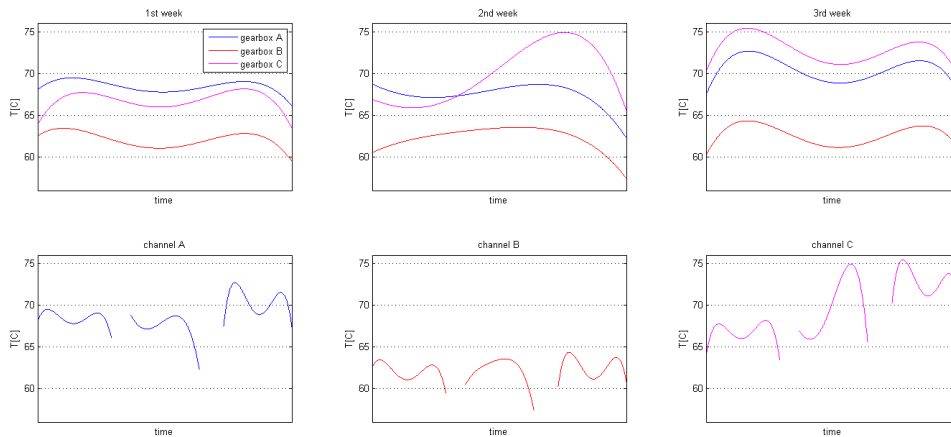 1st week
75
70
65
60
T[C]
time
gearbox A
gearbox B
gearbox C
2nd week
75
70
65
60
T[C]
time
3rd week
75
70
65
60
T[C]
time
channel A
75
70
65
60
T[C]
time
channel B
75
70
65
60
T[C]
time
channel C
75
70
65
60
T[C]
time